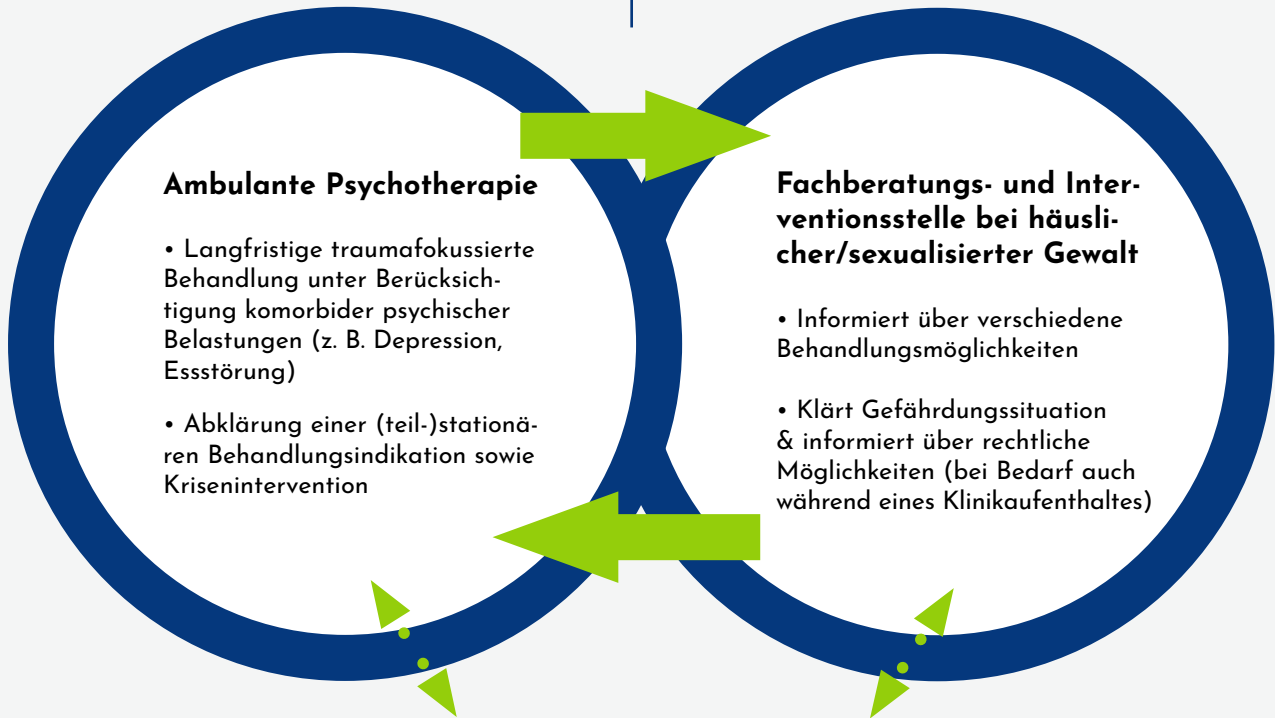 Ambulante Psychotherapie
• Langfristige traumafokussierte
Behandlung unter Berücksich-
tigung komorbider psychischer
Belastungen (z. B. Depression,
Essstörung)
• Abklärung einer (teil-)stationä-
ren Behandlungsindikation sowie
Krisenintervention
Fachberatungs- und Inter-
ventionsstelle bei häusli-
cher/sexualisierter Gewalt
• Informiert über verschiedene
Behandlungsmöglichkeiten
• Klärt Gefährdungssituation
& informiert über rechtliche
Möglichkeiten (bei Bedarf auch
während eines Klinikaufenthaltes)